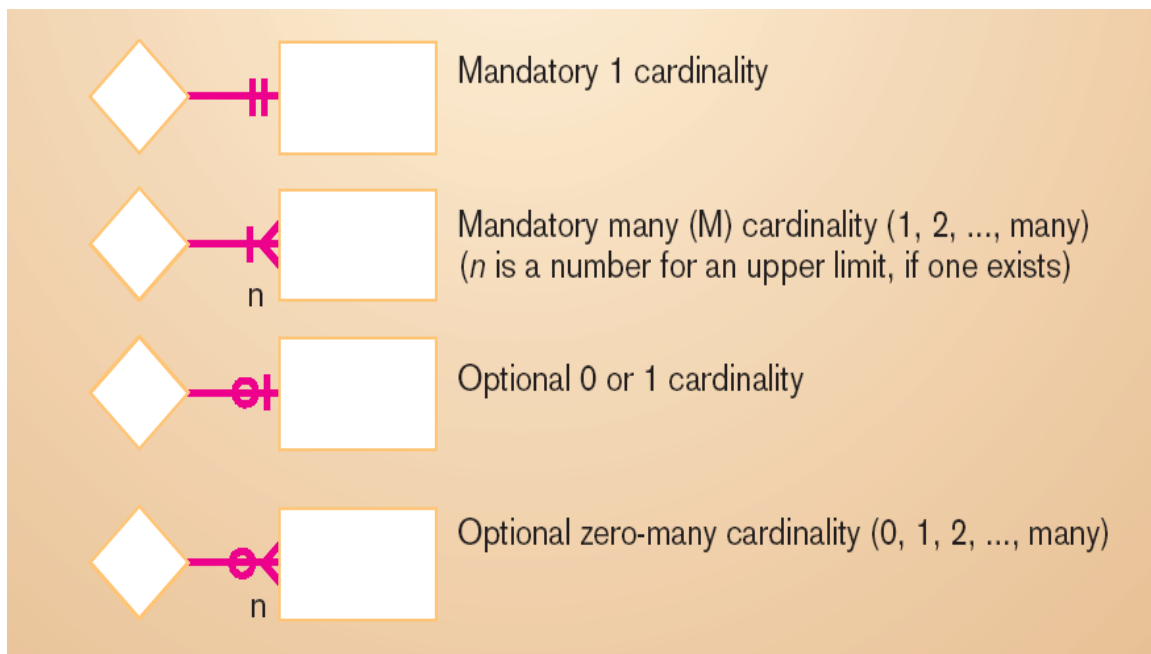 Mandatory 1 cardinality
Mandatory many (M) cardinality (1, 2, ..., many)
(n is a number for an upper limit, if one exists)
n
Optional 0 or 1 cardinality
Optional zero-many cardinality (0, 1, 2, ..., many)
n